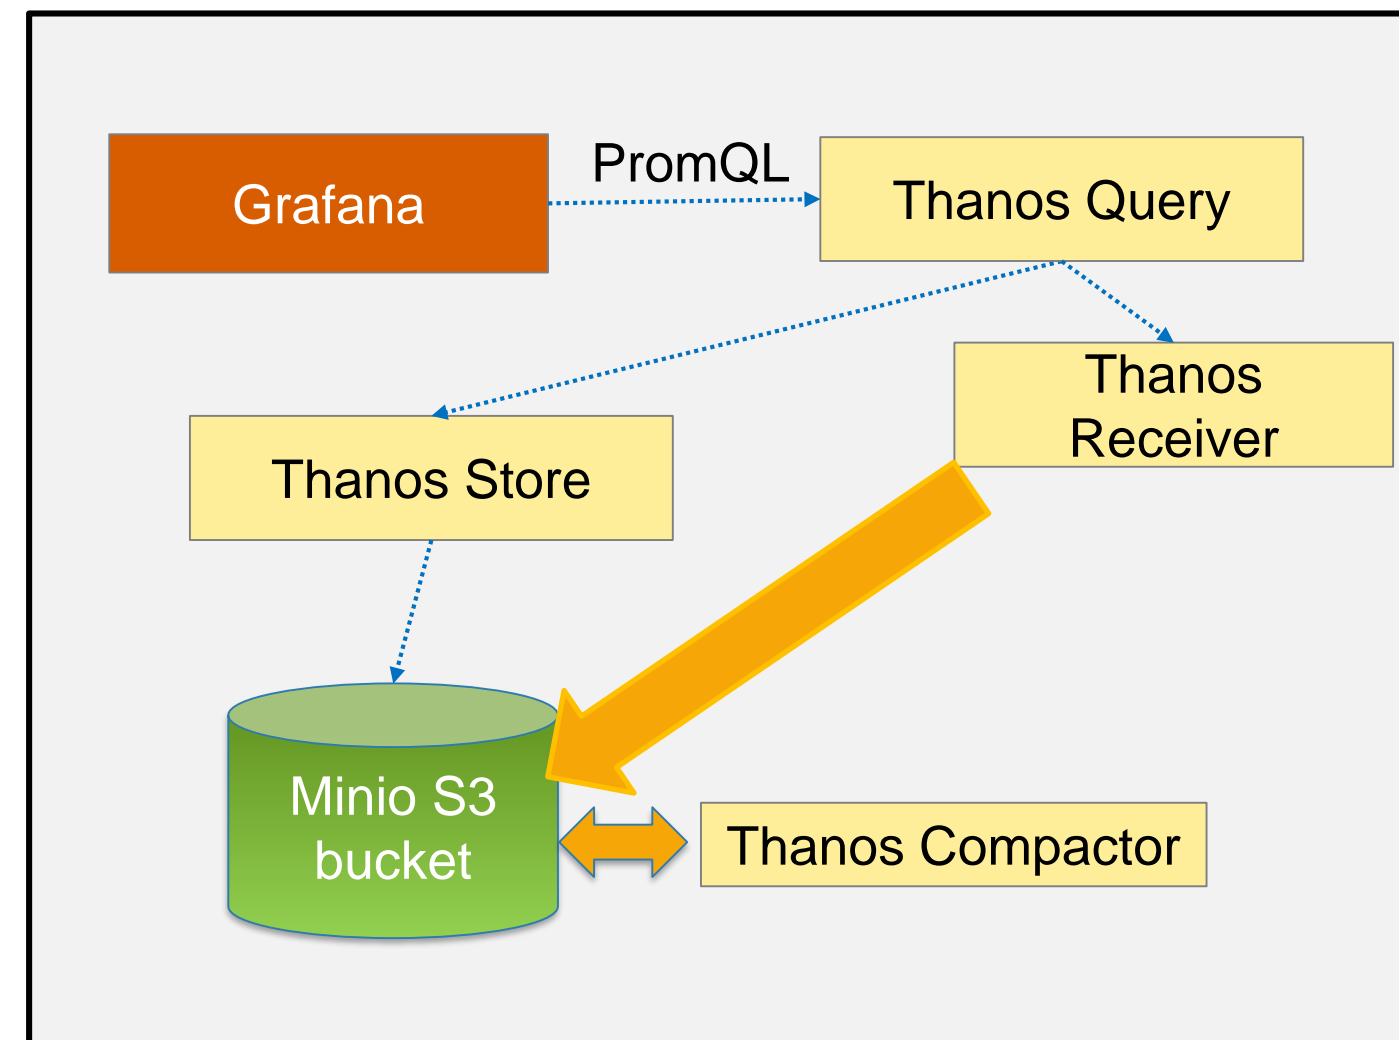 Grafana
PromQL
Thanos Query
Thanos
Receiver
Thanos Store
Minio S3
bucket
Thanos Compactor